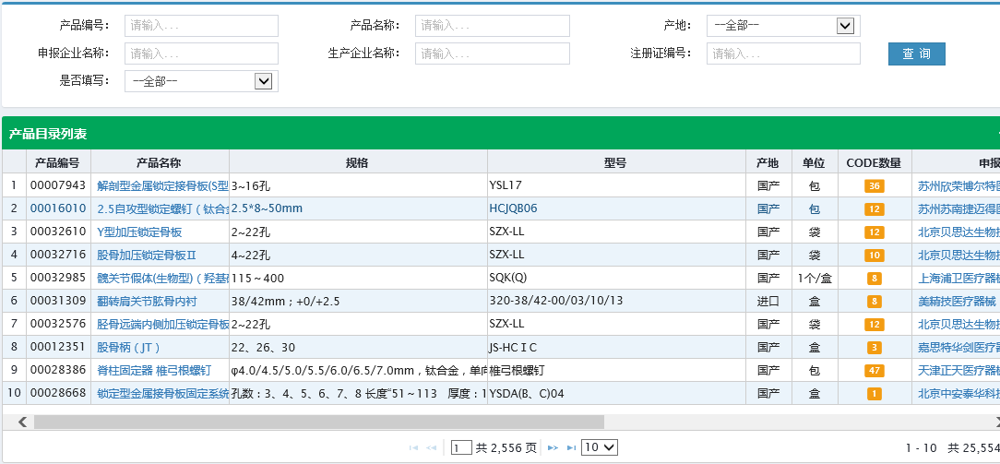 产品编号： 请输入... 产品名称： 请输入... 产地： --全部--
申报企业名称： 请输入... 生产企业名称： 请输入... 注册证编号： 请输入... 查 询
是否填写： --全部--
产品目录列表
产品编号 产品名称 规格 型号 产地 单位 CODE数量 申报
1 00007943 解剖型金属锁定接骨板(S型 3~16孔 YSL17 国产 包 36 苏州欣荣博尔特医
2 00016010 2.5自攻型锁定螺钉（钛合金 2.5*8~50mm HCJQB06 国产 包 12 苏州苏南捷迈得医
3 00032610 Y型加压锁定骨板 2~22孔 SZX-LL 国产 袋 12 北京贝思达生物技
4 00032716 股骨加压锁定骨板Ⅱ 4~22孔 SZX-LL 国产 袋 10 北京贝思达生物技
5 00032985 髋关节假体(生物型)（羟基磷 115～400 SQK(Q) 国产 1个/盒 8 上海浦卫医疗器械
6 00031309 翻转肩关节肱骨内衬 38/42mm；+0/+2.5 320-38/42-00/03/10/13 进口 盒 8 美精技医疗器械
7 00032576 胫骨远端内侧加压锁定骨板 2~22孔 SZX-LL 国产 袋 12 北京贝思达生物技
8 00012351 股骨柄（JT） 22、26、30 JS-HCⅠC 国产 盒 3 嘉思特华剑医疗器
9 00028386 脊柱固定器 椎弓根螺钉 φ4.0/4.5/5.0/5.5/6.0/6.5/7.0mm，钛合金，单向 椎弓根螺钉 国产 包 47 天津正天医疗器械
10 00028668 锁定型金属接骨板固定系统 孔数：3、4、5、6、7、8 长度“51～113 厚度：1 YSDA(B、C)04 国产 盒 1 北京中安泰华科技
1 共 2,556 页 10 1 - 10 共 25,554